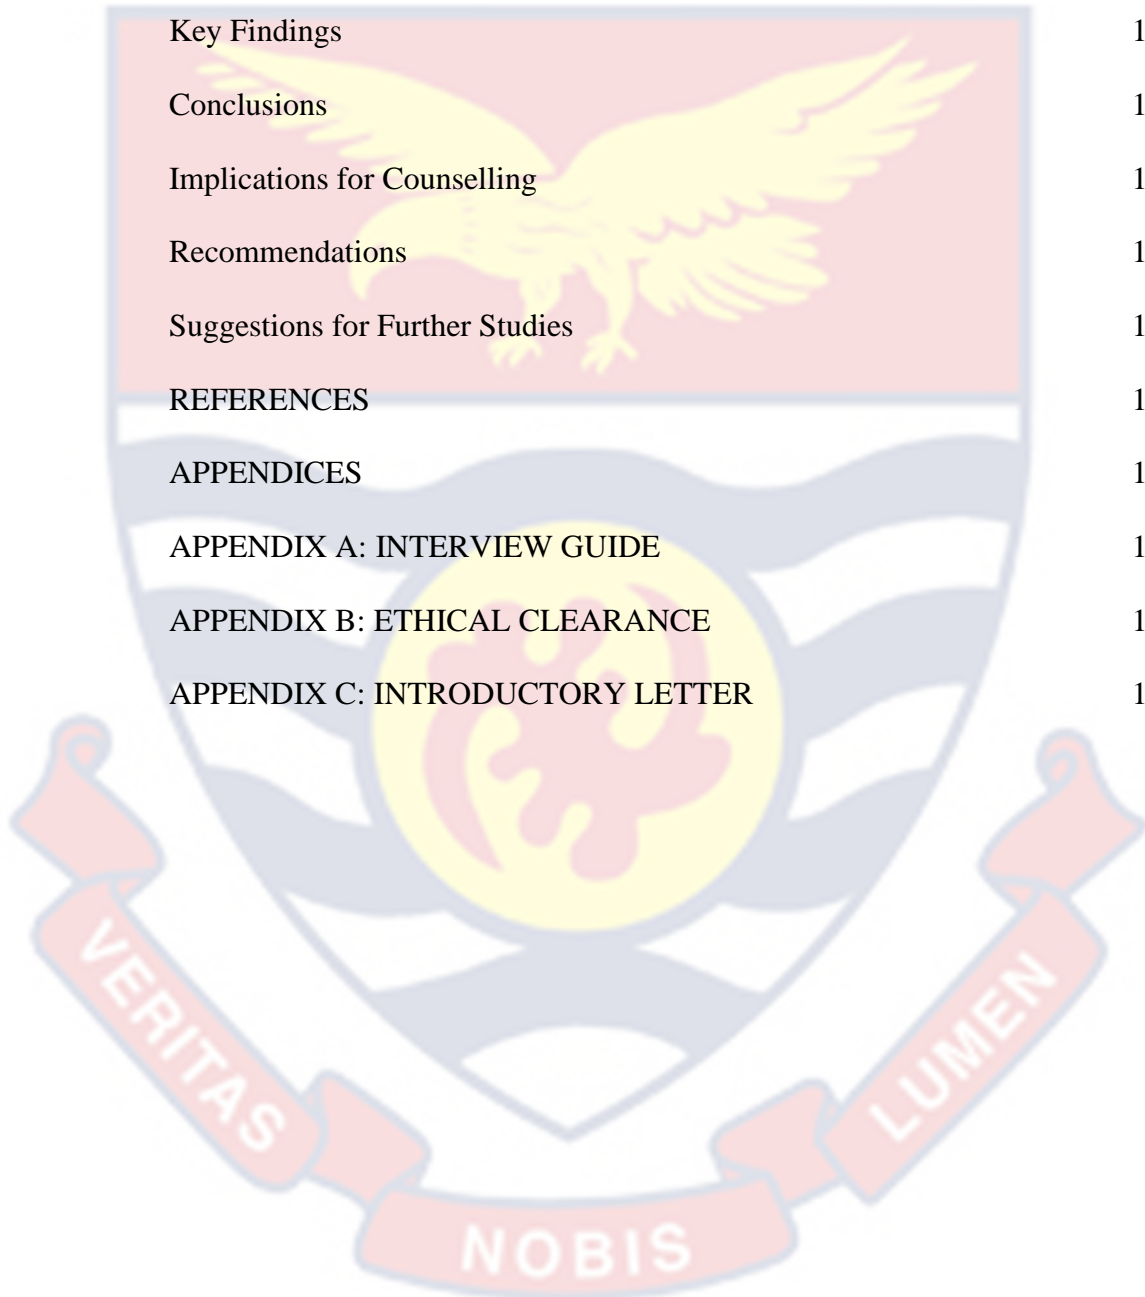 Key Findings 1
Conclusions 1
Implications for Counselling 1
Recommendations 1
Suggestions for Further Studies 1
REFERENCES 1
APPENDICES 1
APPENDIX A: INTERVIEW GUIDE 1
APPENDIX B: ETHICAL CLEARANCE 1
APPENDIX C: INTRODUCTORY LETTER 1
VERITAS
NOBIS
LUMEN